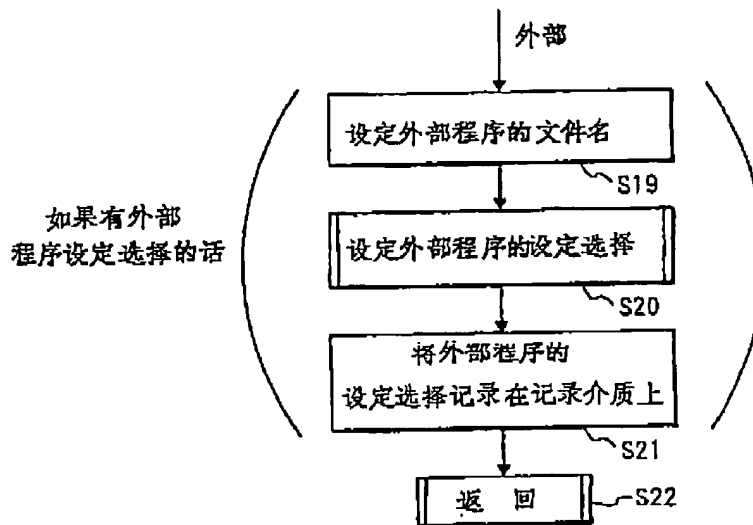 外部
设定外部程序的文件名
S19
如果有外部
程序设定选择的话
设定外部程序的设定选择
S20
将外部程序的
设定选择记录在记录介质上
S21
返 回
S22